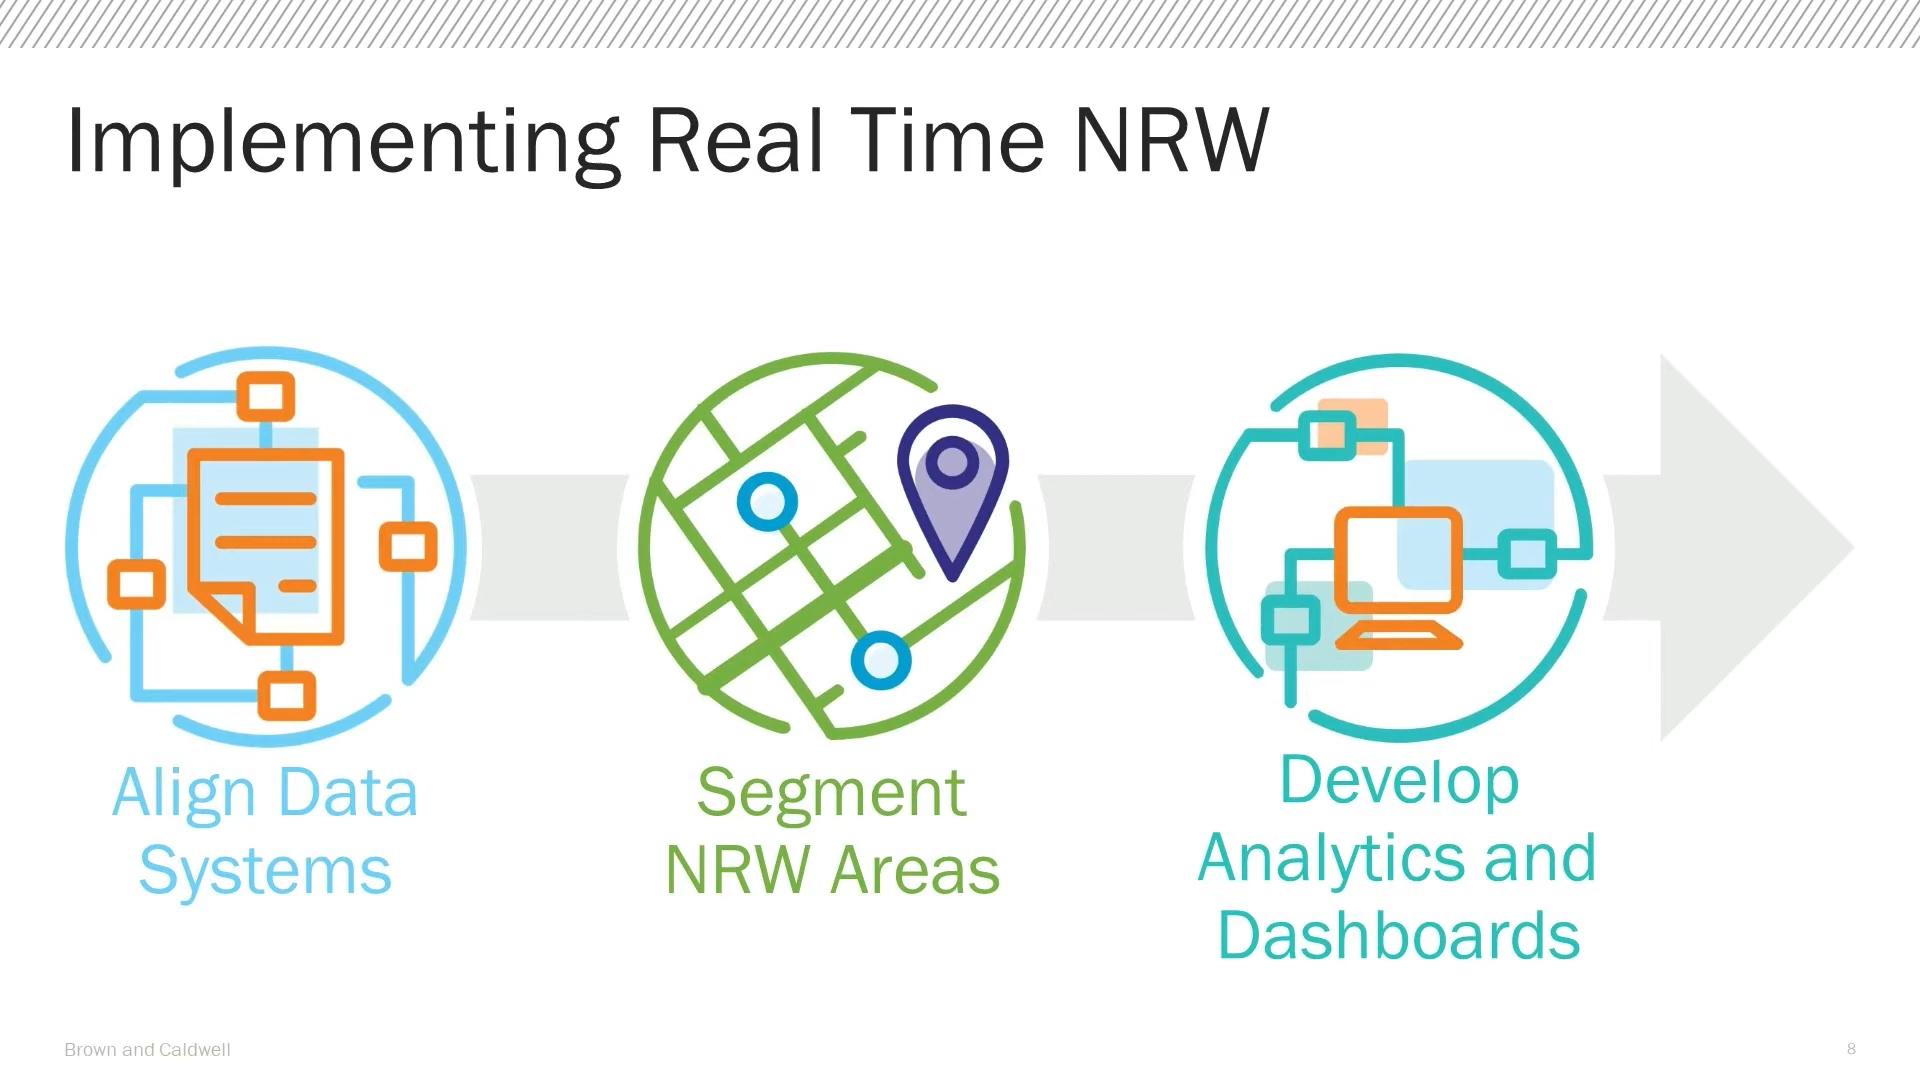 Implementing Real Time NRW
Align Data
Systems
Segment
NRW Areas
Develop
Analytics and
Dashboards
Brown and Caldwell
8